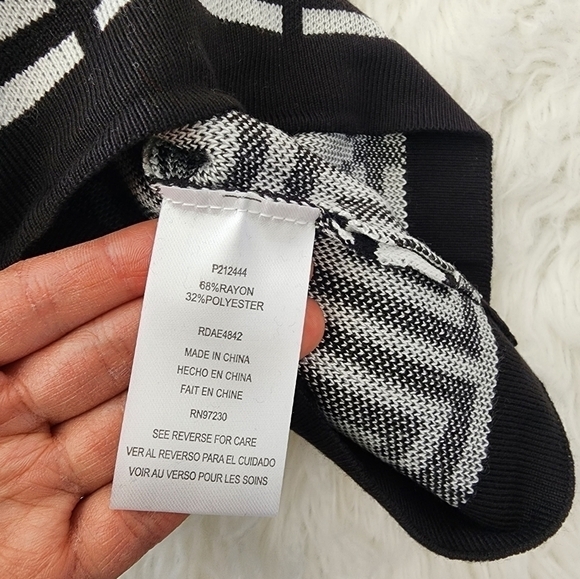 P212444
68%RAYON
32%POLYESTER
RDAE4842
MADE IN CHINA
HECHO EN CHINA
FAIT EN CHINE
RN97230
SEE REVERSE FOR CARE
VER AL REVERSO PARA EL CUIDADO
VOIR AU VERSO POUR LES SOINS